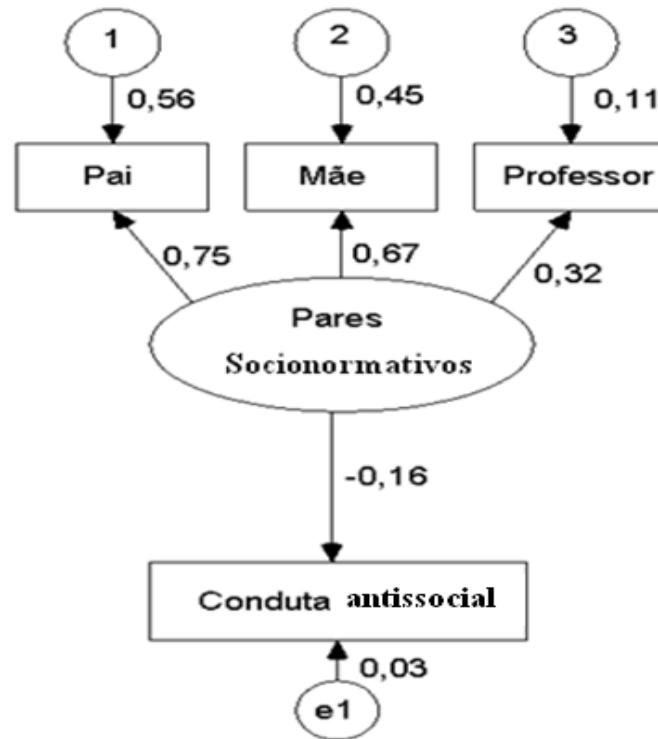 1 2 3
0,56 0,45 0,11
Pai Mãe Professor
0,75 0,67 0,32
Pares
Socionormativos
-0,16
Conduta antissocial
0,03
e1